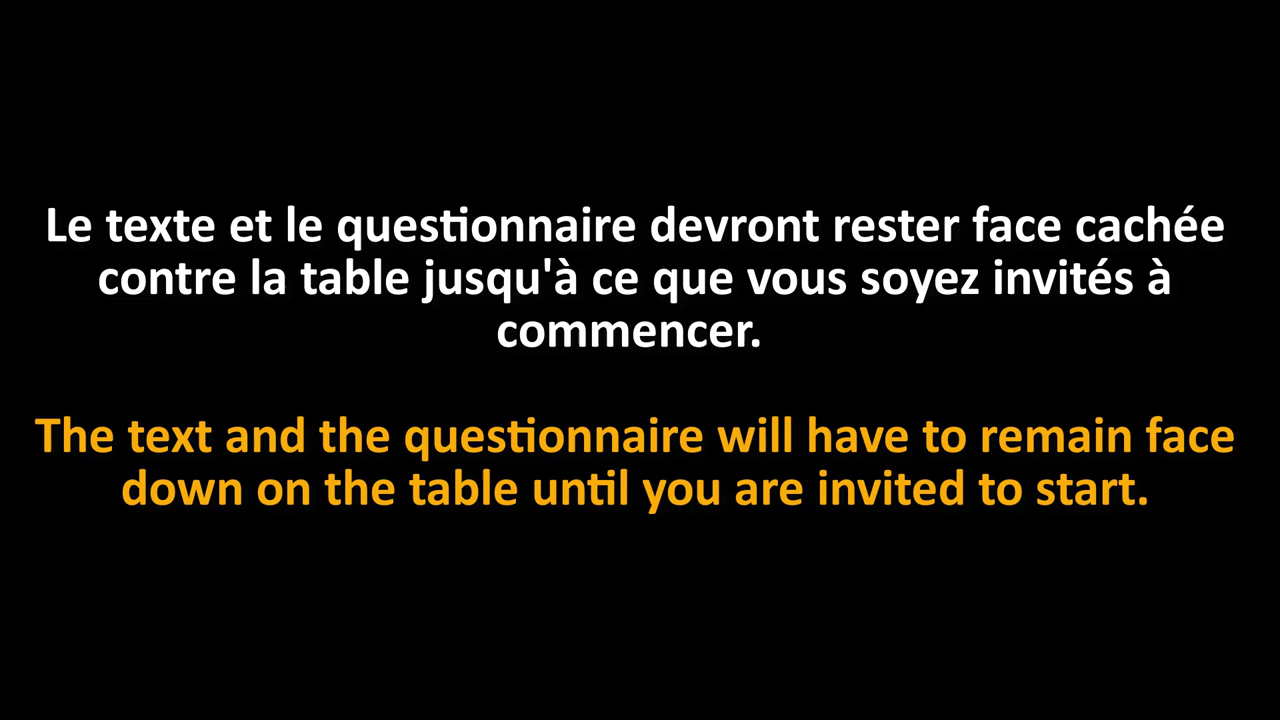 Le texte et le questionnaire devront rester face cachée
contre la table jusqu'à ce que vous soyez invités à
commencer.
The text and the questionnaire will have to remain face
down on the table until you are invited to start.